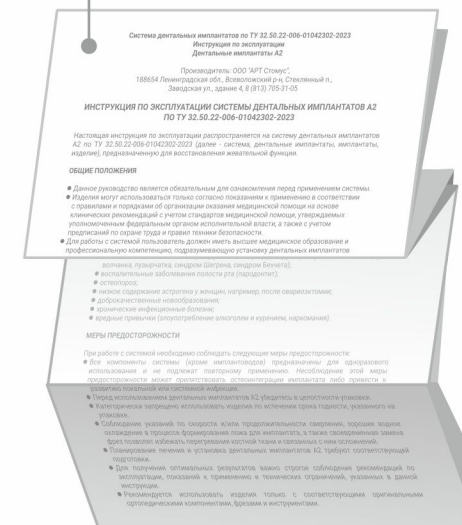 Система дентальных имплантатов по ТУ 32.50.22-006-01042302-2023
Инструкция по эксплуатации
Дентальные имплантаты А2
Производитель: ООО "АРТ Стомус",
188654 Ленинградская обл., Всеволожский р-н, Стеклянный п.,
Заводская ул., здание 4, 8 (813) 705-31-05
ИНСТРУКЦИЯ ПО ЭКСПЛУАТАЦИИ СИСТЕМЫ ДЕНТАЛЬНЫХ ИМПЛАНТАТОВ А2
ПО ТУ 32.50.22-006-01042302-2023
Настоящая инструкция по эксплуатации распространяется на систему дентальных имплантатов
А2 по ТУ 32.50.22-006-01042302-2023 (далее - система, дентальные имплантаты, имплантаты,
изделие), предназначенную для восстановления жевательной функции.
ОБЩИЕ ПОЛОЖЕНИЯ
● Данное руководство является обязательным для ознакомления перед применением системы.
● Изделия могут использоваться только согласно показаниям к применению в соответствии
с правилами и порядками об организации оказания медицинской помощи на основе
клинических рекомендаций с учетом стандартов медицинской помощи, утверждаемых
уполномоченным федеральным органом исполнительной власти, а также с учетом
предписаний по охране труда и правил техники безопасности.
● Для работы с системой пользователь должен иметь высшее медицинское образование и
профессиональную компетенцию, подразумевающую установку дентальных имплантатов
волчанка, пузырчатка, синдром Шегрена, синдром Бехчета);
● воспалительные заболевания полости рта (пародонтит);
● остеопороз;
● низкое содержание эстрогена у женщин, например, после овариоэктомии;
● доброкачественные новообразования;
● хронические инфекционные болезни;
● вредные привычки (злоупотребление алкоголем и курением, наркомания).
МЕРЫ ПРЕДОСТОРОЖНОСТИ
При работе с системой необходимо соблюдать следующие меры предосторожности:
● Все компоненты системы (кроме имплантоводов) предназначены для одноразового
использования и не подлежат повторному применению. Несоблюдение этой меры
предосторожности может препятствовать остеоинтеграции имплантата либо привести к
развитию локальной или системной инфекции.
● Перед использованием дентальных имплантатов А2 убедитесь в целостности упаковки.
● Категорически запрещено использовать изделия по истечении срока годности, указанного на
упаковке.
● Соблюдение указаний по скорости и/или продолжительности сверления, хорошее водное
охлаждение в процессе формирования ложа для имплантата, а также своевременная замена
фрез позволят избежать перегревания костной ткани и связанных с ним осложнений.
● Планирование лечения и установка дентальных имплантатов А2 требуют соответствующей
подготовки.
● Для получения оптимальных результатов важно строгое соблюдение рекомендаций по
эксплуатации, показаний к применению и технических ограничений, указанных в данной
инструкции.
● Рекомендуется использовать изделия только с соответствующими оригинальными
ортопедическими компонентами, фрезами и инструментами.